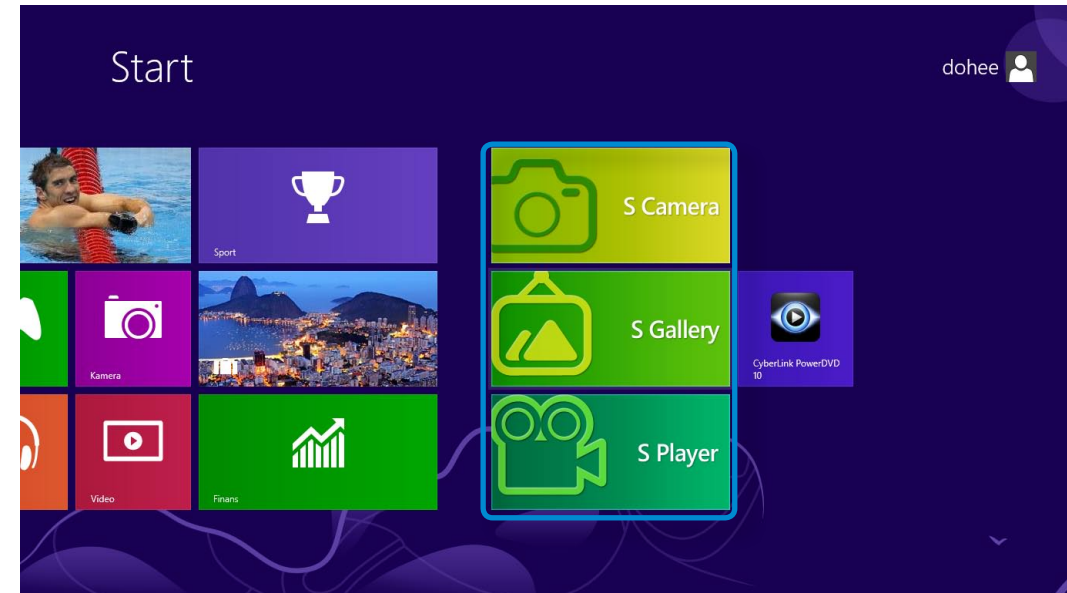 Start
dohee
Sport
S Camera
Kamera
S Gallery
CyberLink PowerDVD
10
Video
Finans
S Player